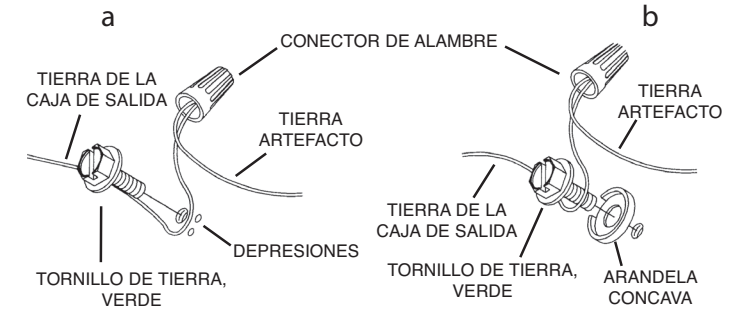 a
b
CONECTOR DE ALAMBRE
TIERRA DE LA
CAJA DE SALIDA
TIERRA
ARTEFACTO
DEPRESIONES
TORNILLO DE TIERRA,
VERDE
TIERRA
ARTEFACTO
TIERRA DE LA
CAJA DE SALIDA
TORNILLO DE TIERRA,
VERDE
ARANDELA
CONCAVA